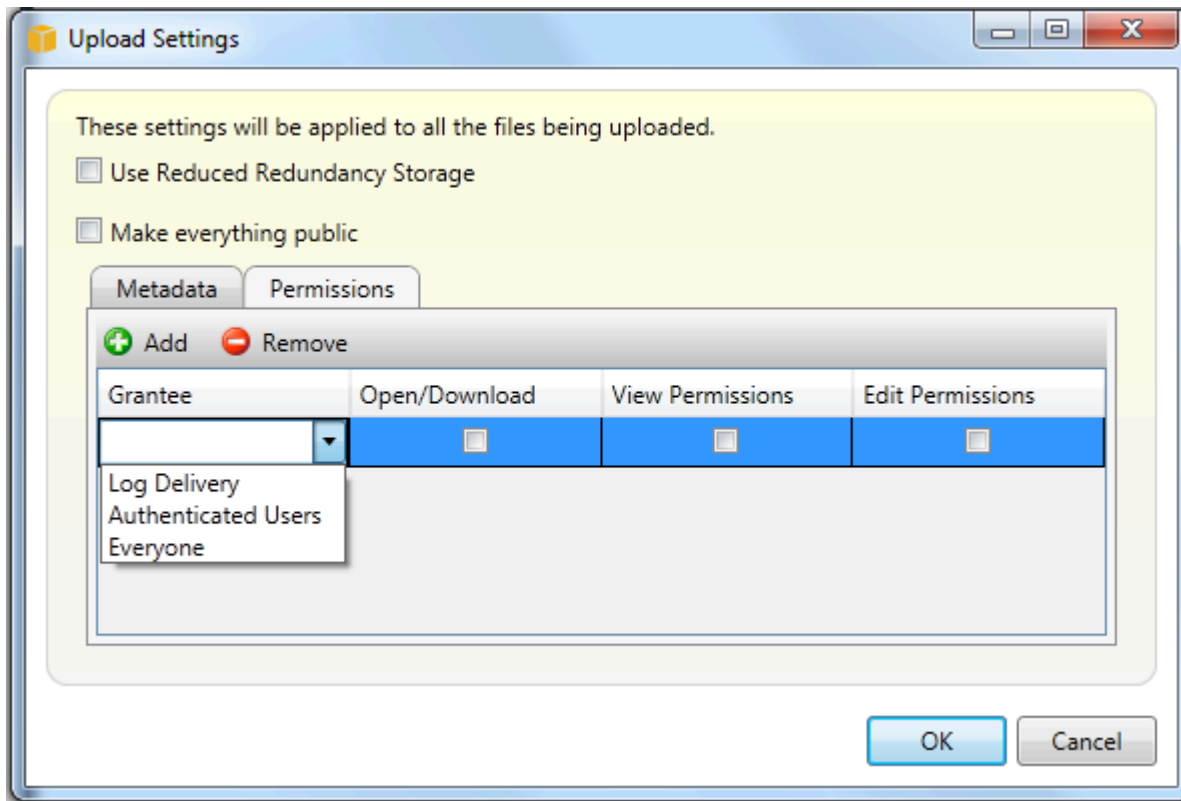 Upload Settings
These settings will be applied to all the files being uploaded.
Use Reduced Redundancy Storage
Make everything public
Metadata Permissions
Add Remove
Grantee Open/Download View Permissions Edit Permissions
Log Delivery
Authenticated Users
Everyone
OK Cancel